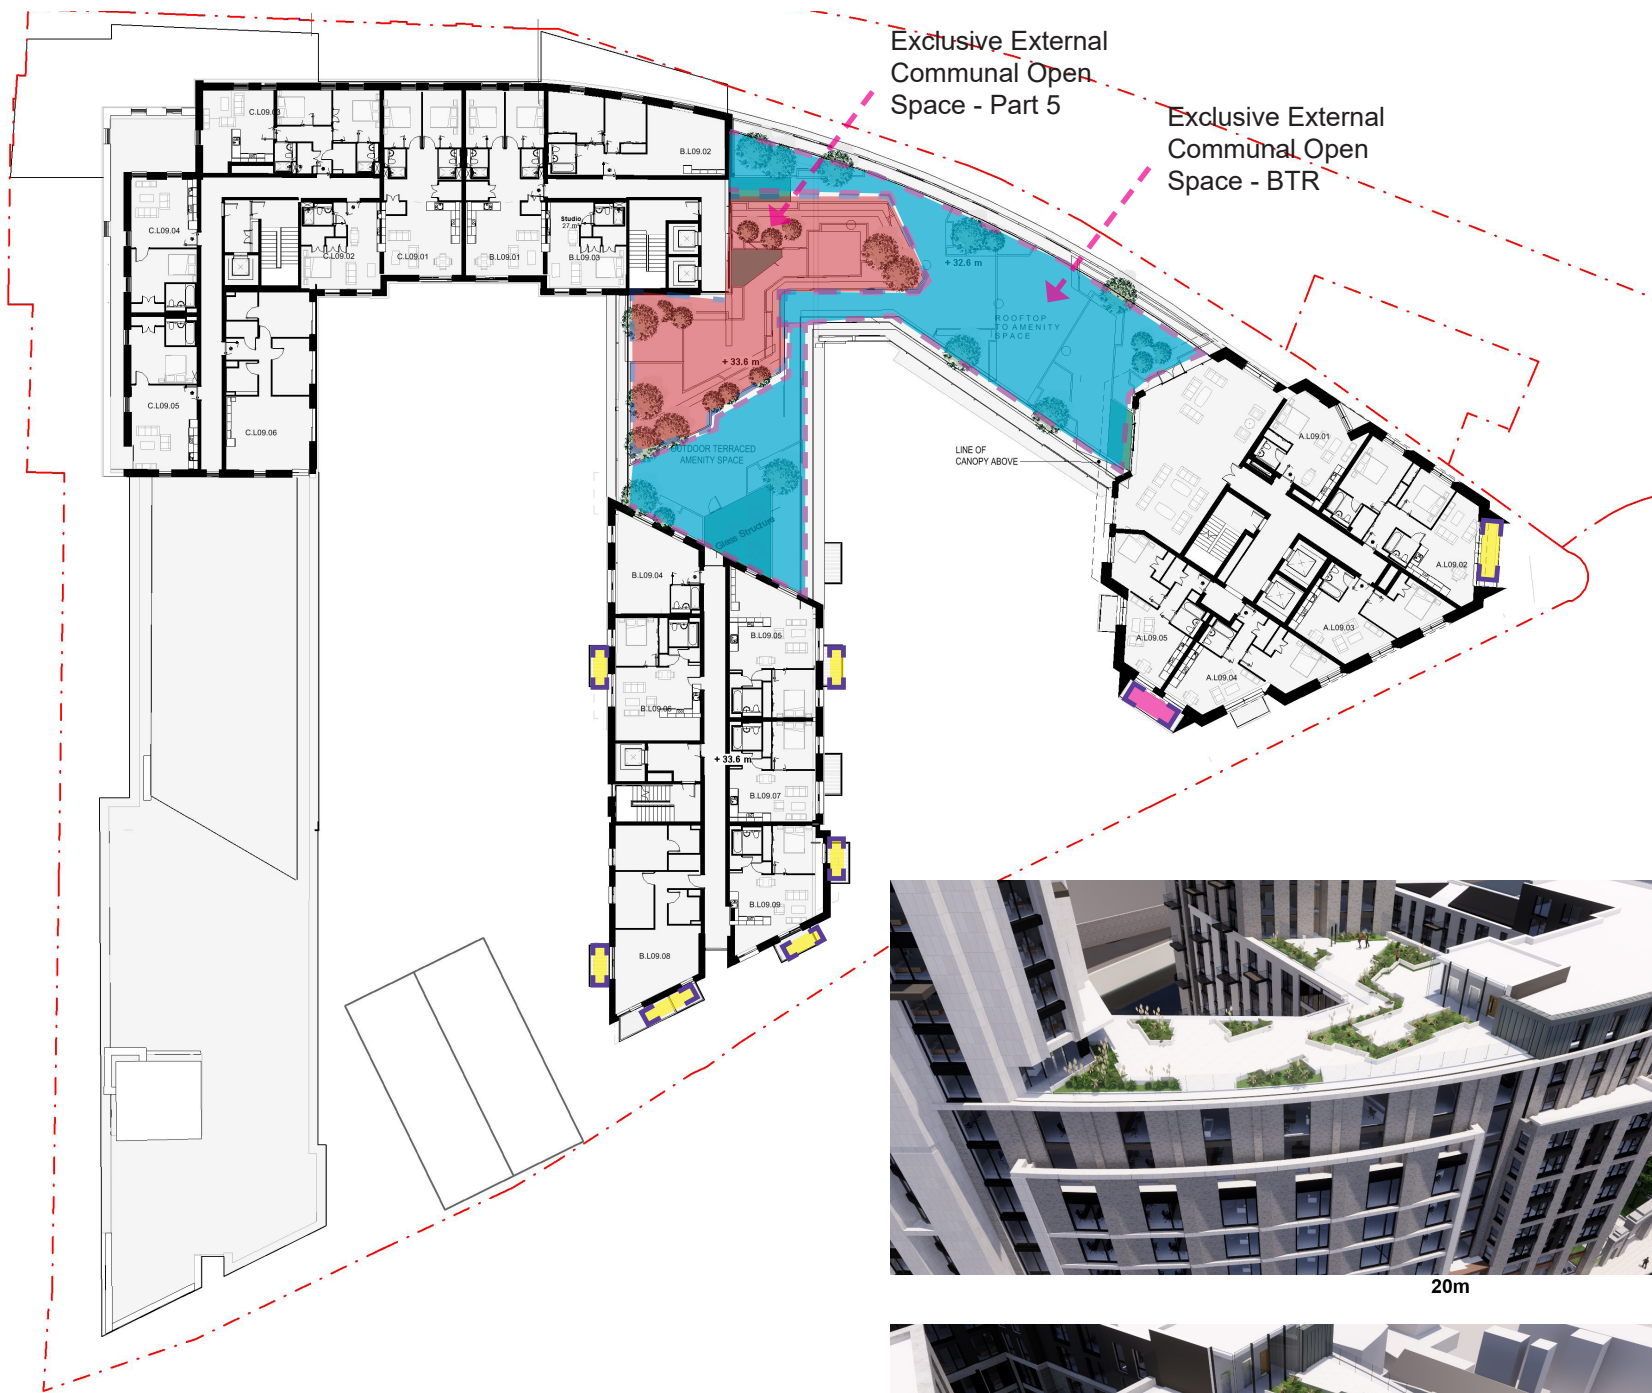 Exclusive External
Communal Open
Space - Part 5
Exclusive External
Communal Open
Space - BTR
C.L09.03
B.L09.02
C.L09.04
Studio
27 m²
C.L09.02
C.L09.01
B.L09.01
B.L09.03
+ 32.6 m
ROOFTOP
TO AMENITY
SPACE
+ 33.6 m
C.L09.05
C.L09.06
OUTDOOR TERRACED
AMENITY SPACE
LINE OF
CANOPY ABOVE
A.L09.01
Glass Structure
A.L09.02
B.L09.04
B.L09.05
A.L09.03
A.L09.05
A.L09.04
B.L09.06
+ 33.6 m
B.L09.07
B.L09.09
B.L09.08
20m